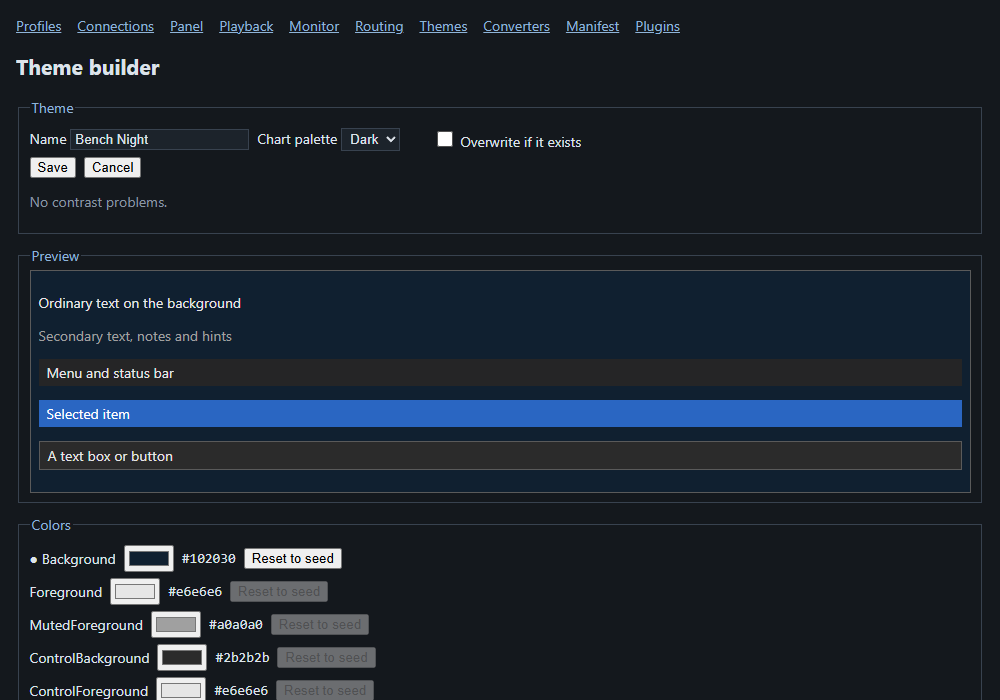 Profiles Connections Panel Playback Monitor Routing Themes Converters Manifest Plugins
Theme builder
Theme
Name Bench Night Chart palette Dark Overwrite if it exists
Save Cancel
No contrast problems.
Preview
Ordinary text on the background
Secondary text, notes and hints
Menu and status bar
Selected item
A text box or button
Colors
● Background #102030 Reset to seed
Foreground #e6e6e6 Reset to seed
MutedForeground #a0a0a0 Reset to seed
ControlBackground #2b2b2b Reset to seed
ControlForeground #e6e6e6 Reset to seed